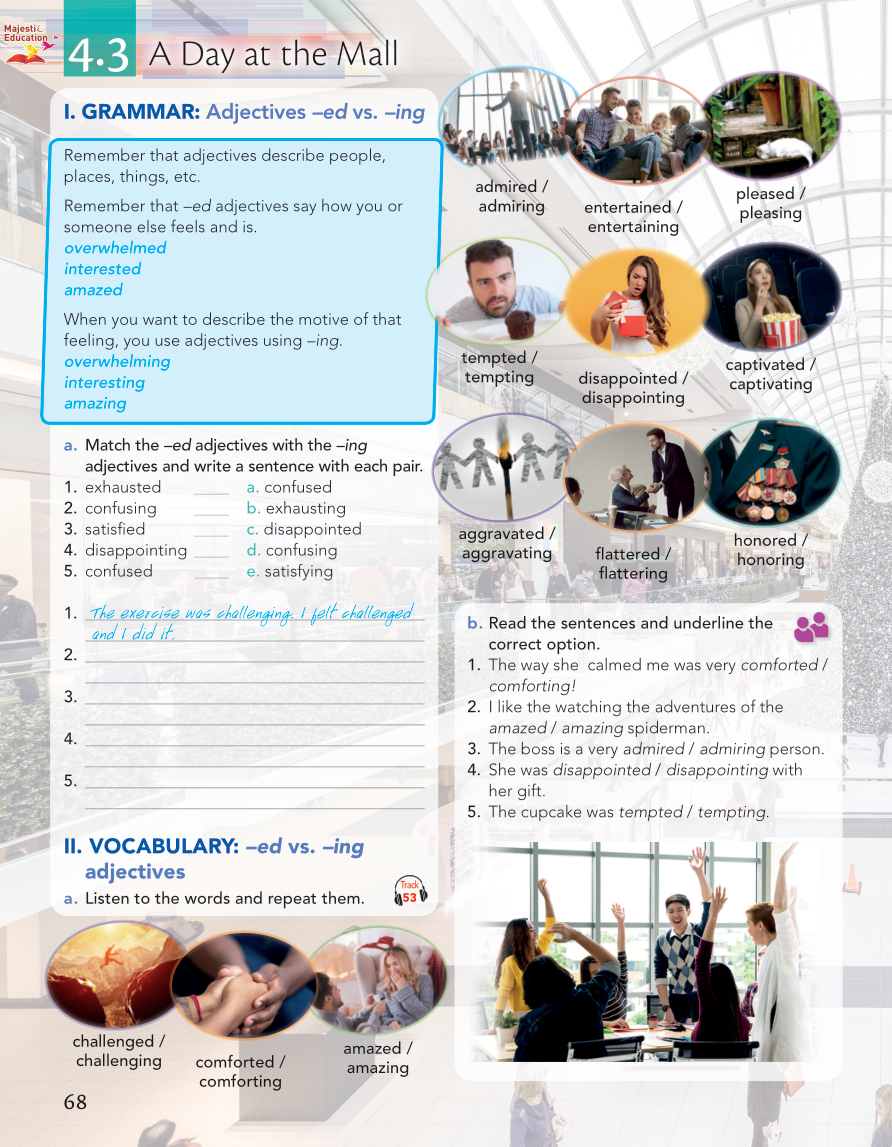 Majestic
Education
4.3 A Day at the Mall
I. GRAMMAR: Adjectives –ed vs. –ing
Remember that adjectives describe people,
places, things, etc.
Remember that –ed adjectives say how you or
someone else feels and is.
overwhelmed
interested
amazed
When you want to describe the motive of that
feeling, you use adjectives using –ing.
overwhelming
interesting
amazing
a. Match the –ed adjectives with the –ing
adjectives and write a sentence with each pair.
1. exhausted ____ a. confused
2. confusing ____ b. exhausting
3. satisfied ____ c. disappointed
4. disappointing ____ d. confusing
5. confused ____ e. satisfying
1. The exercise was challenging. I felt challenged
and I did it.
2.
3.
4.
5.
II. VOCABULARY: –ed vs. –ing
adjectives
a. Listen to the words and repeat them.
Track
53
challenged /
challenging
comforted /
comforting
amazed /
amazing
68
admired /
admiring
entertained /
entertaining
QUIET
PLEASE
pleased /
pleasing
tempted /
tempting
disappointed /
disappointing
captivated /
captivating
aggravated /
aggravating
flattered /
flattering
honored /
honoring
b. Read the sentences and underline the
correct option.
1. The way she calmed me was very comforted /
comforting!
2. I like the watching the adventures of the
amazed / amazing spiderman.
3. The boss is a very admired / admiring person.
4. She was disappointed / disappointing with
her gift.
5. The cupcake was tempted / tempting.